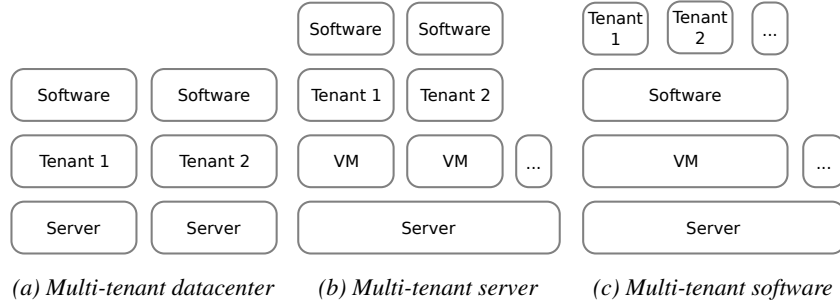 Software Software Tenant 1 Tenant 2 ...
Software Software Tenant 1 Tenant 2 Software
Tenant 1 Tenant 2 VM VM ... VM ...
Server Server Server Server
(a) Multi-tenant datacenter (b) Multi-tenant server (c) Multi-tenant software